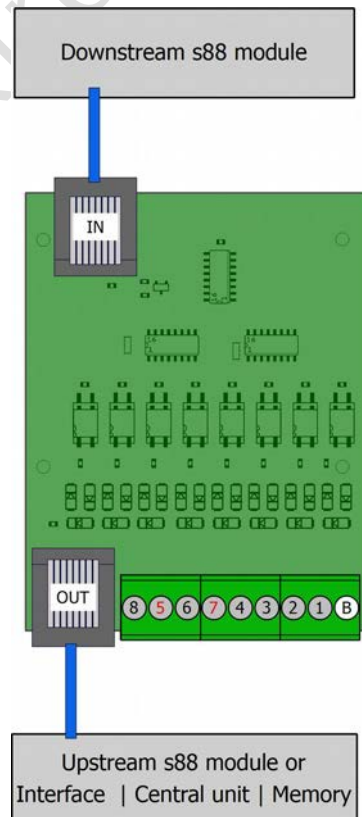 Downstream s88 module
IN
OUT
8 5 6 7 4 3 2 1 B
Upstream s88 module or
Interface | Central unit | Memory